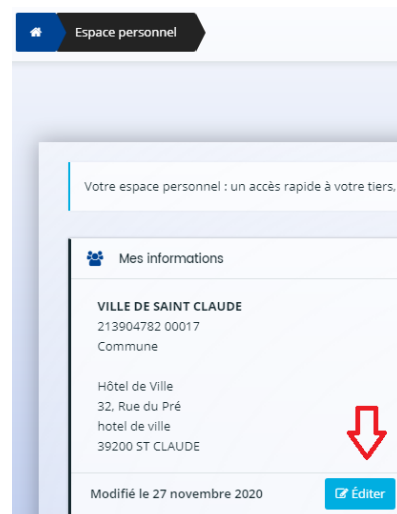 Espace personnel
Votre espace personnel : un accès rapide à votre tiers,
Mes informations
VILLE DE SAINT CLAUDE
213904782 00017
Commune
Hôtel de Ville
32, Rue du Pré
hotel de ville
39200 ST CLAUDE
Modifié le 27 novembre 2020
Éditer